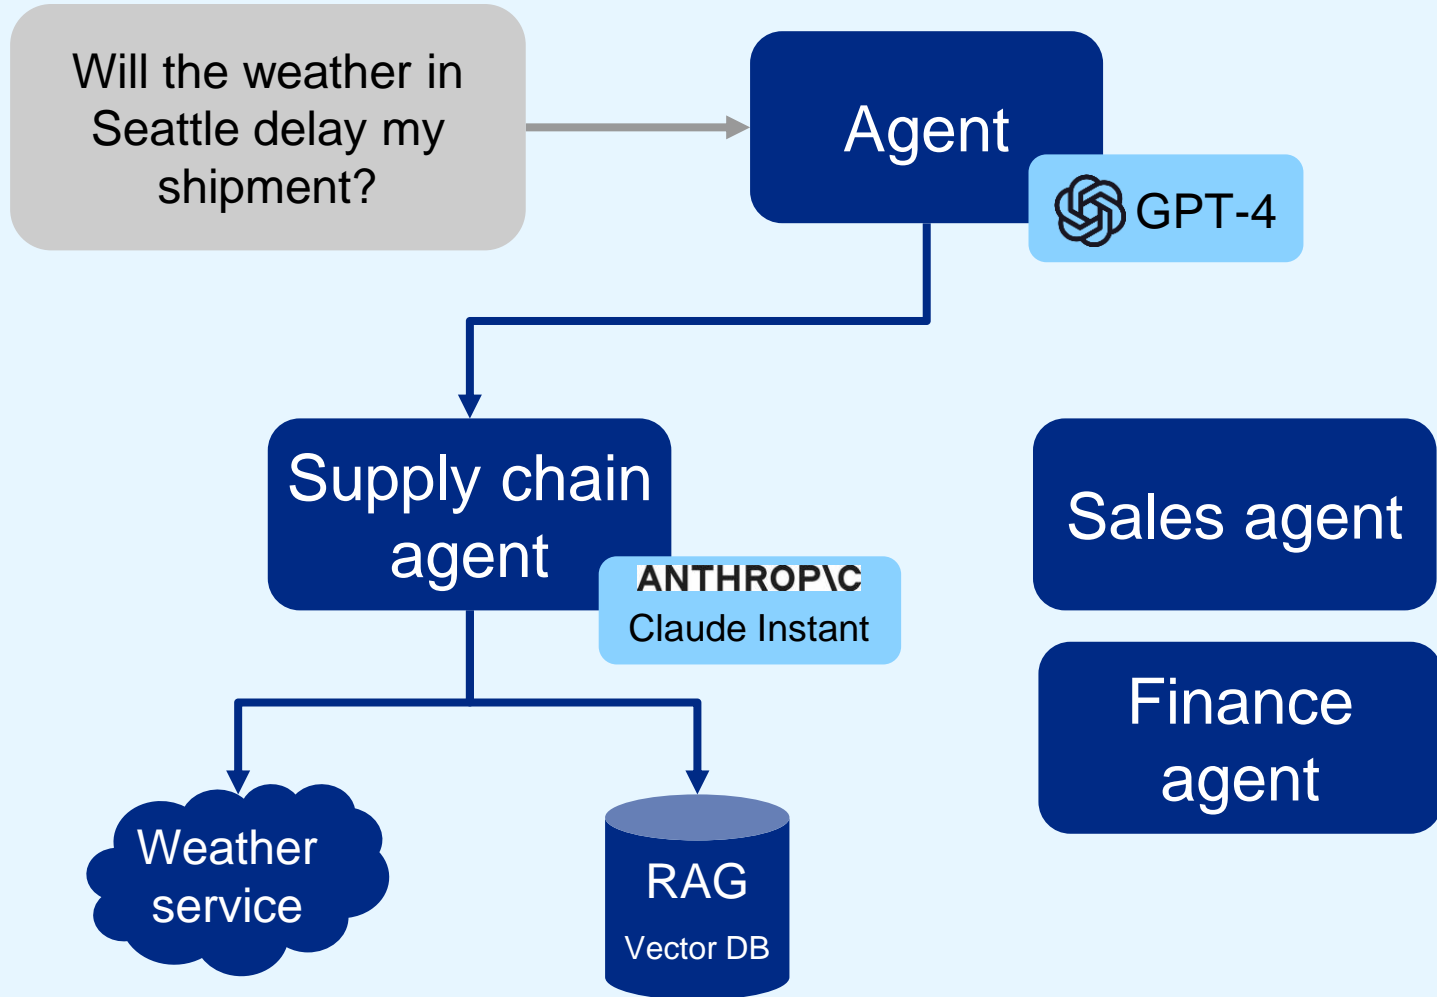 Will the weather in
Seattle delay my
shipment?
Agent
GPT-4
Supply chain
agent
ANTHROP\C
Claude Instant
Sales agent
Finance
agent
Weather
service
RAG
Vector DB